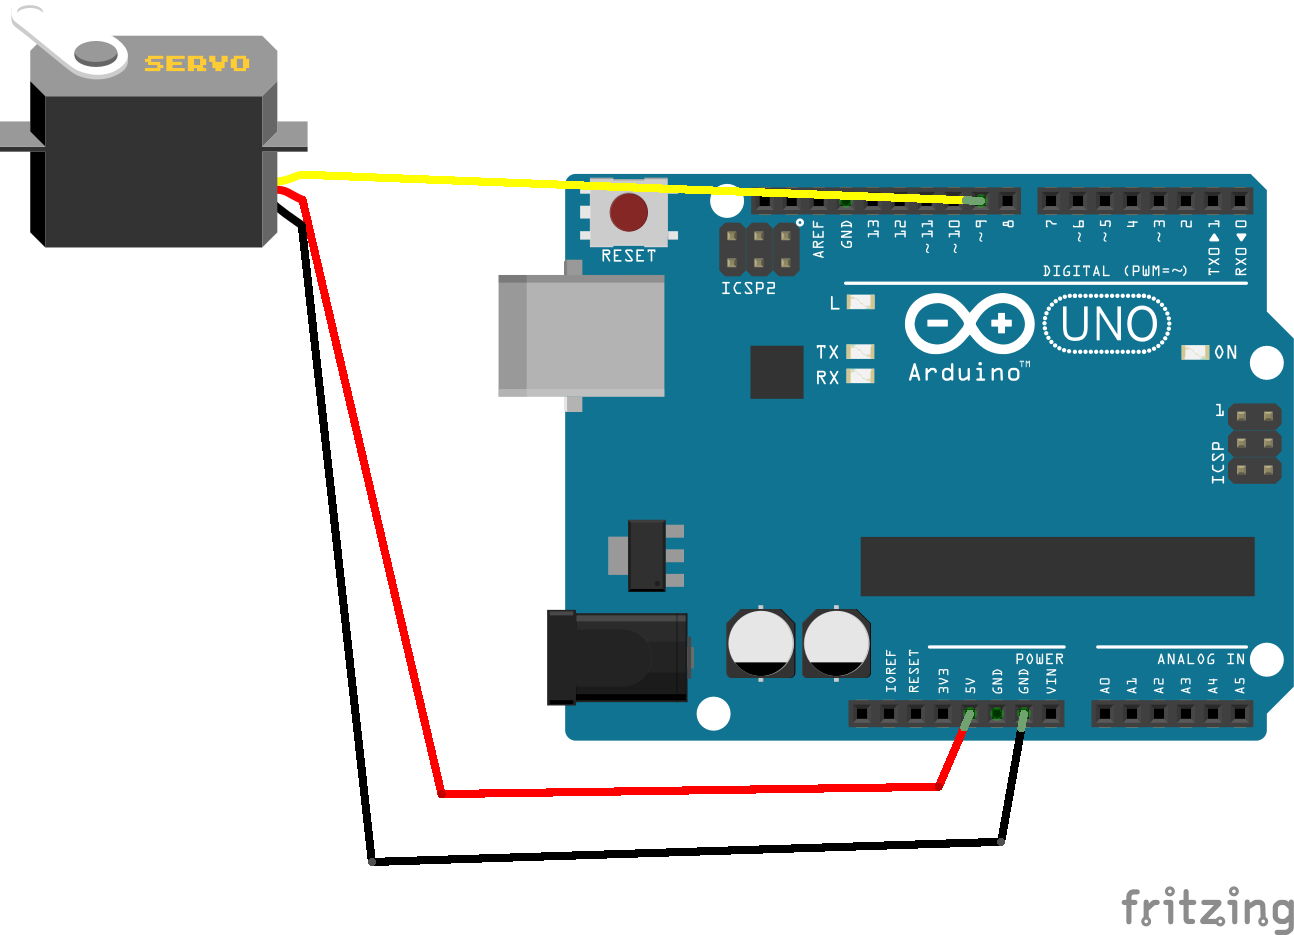 SERVO
RESET
ICSP2
AREF
GND
13
12
~11
~10
~9
8
7
~6
~5
4
~3
2
TX0▶1
RX0◀0
DIGITAL (PWM=~)
L
TX
RX
Arduino™
UNO
ON
1
ICSP
IOREF
RESET
3V3
5V
GND
GND
VIN
POWER
ANALOG IN
A0
A1
A2
A3
A4
A5
fritzing